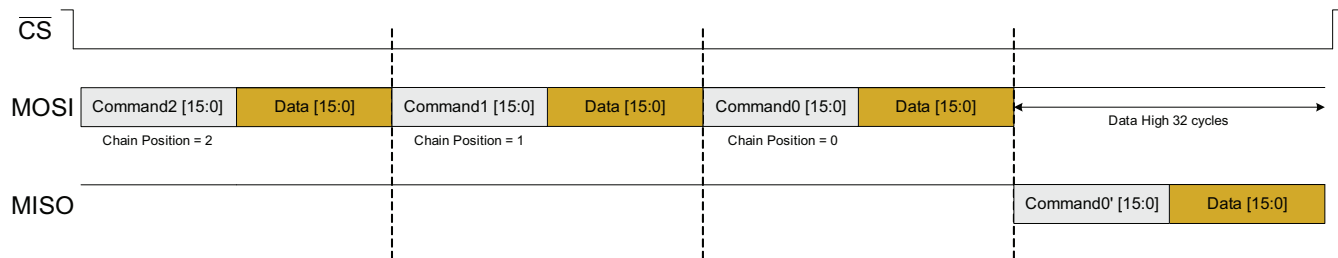 CS
MOSI
Command2 [15:0]
Data [15:0]
Command1 [15:0]
Data [15:0]
Command0 [15:0]
Data [15:0]
Data High 32 cycles
Chain Position = 2
Chain Position = 1
Chain Position = 0
MISO
Command0' [15:0]
Data [15:0]